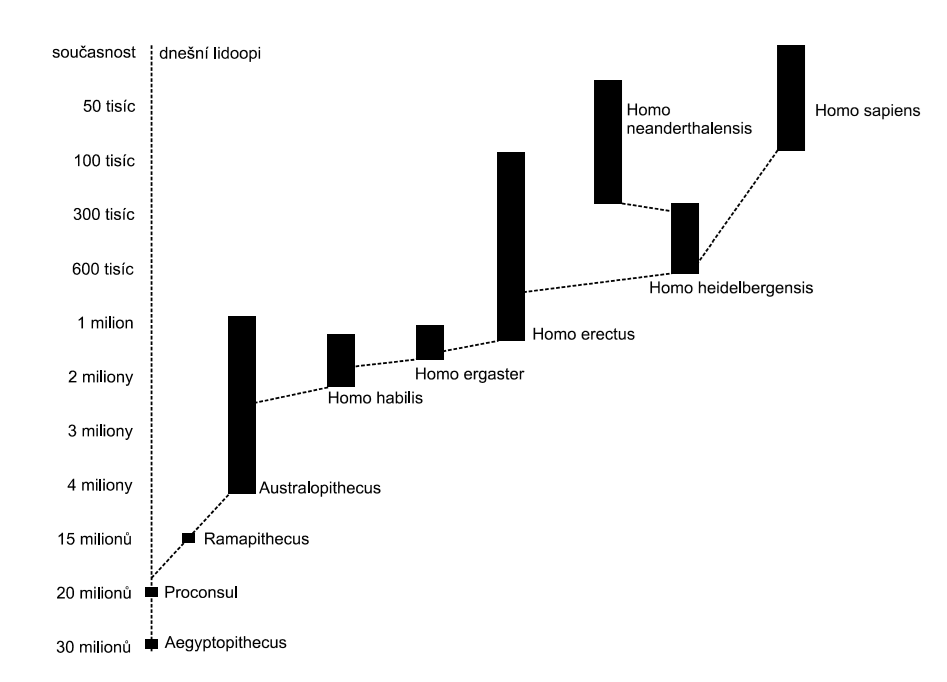 současnost
dnešní lidoopi
50 tisíc
Homo
neanderthalensis
Homo sapiens
100 tisíc
300 tisíc
600 tisíc
Homo heidelbergensis
1 milion
Homo erectus
2 miliony
Homo ergaster
Homo habilis
3 miliony
4 miliony
Australopithecus
15 milionů
Ramapithecus
20 milionů
Proconsul
30 milionů
Aegyptopithecus